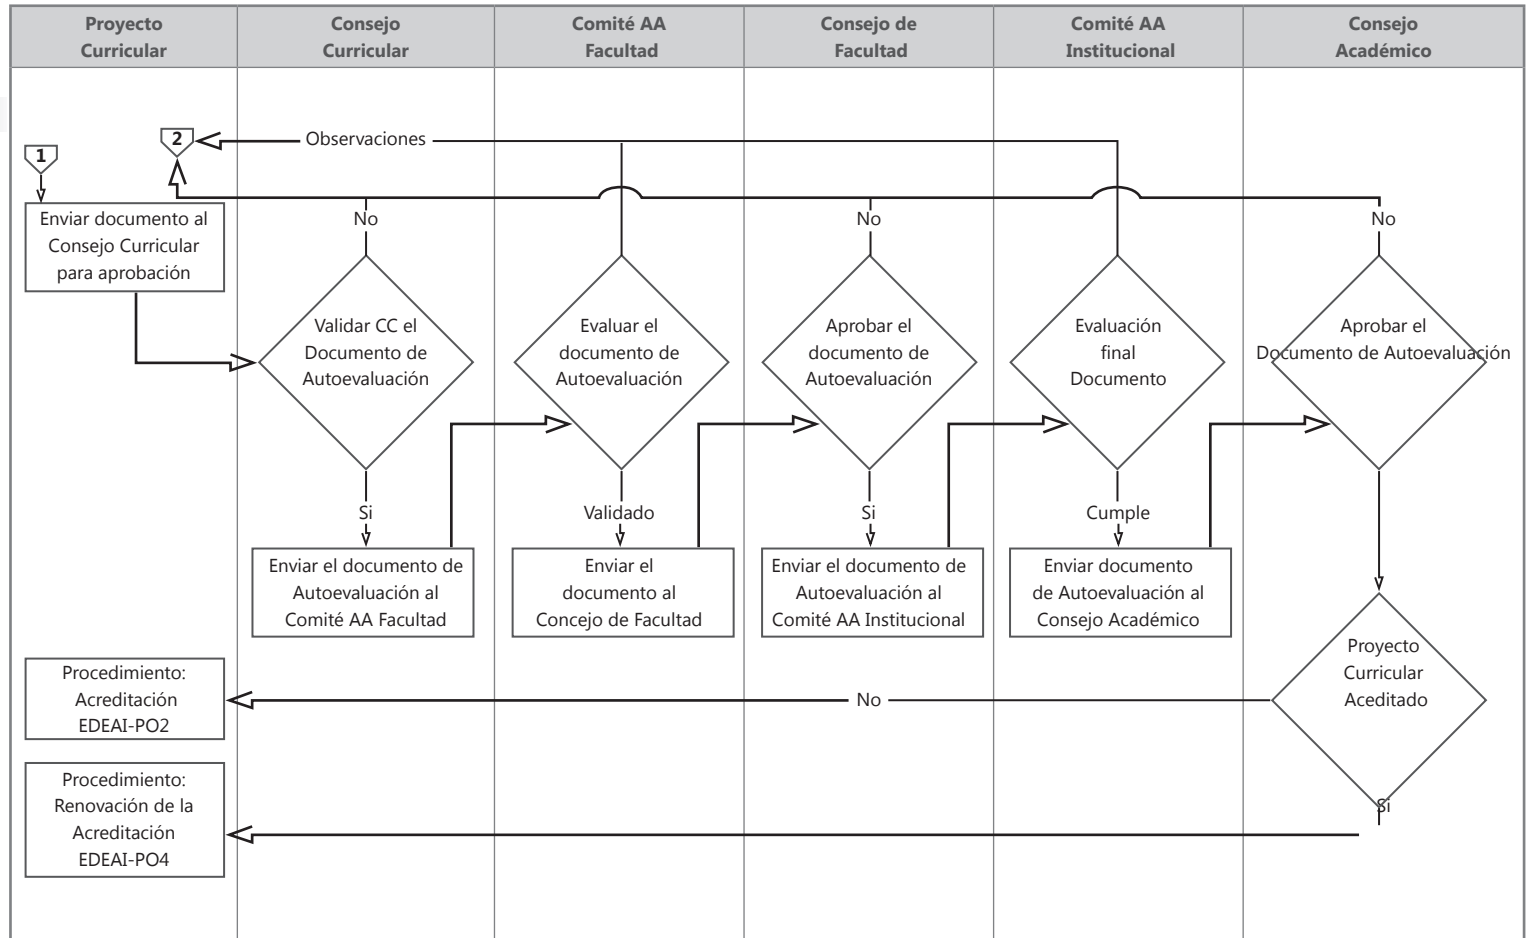 Proyecto
Curricular
Consejo
Curricular
Comité AA
Facultad
Consejo de
Facultad
Comité AA
Institucional
Consejo
Académico
2
Observaciones
1
Enviar documento al
Consejo Curricular
para aprobación
No
No
No
Validar CC el
Documento de
Autoevaluación
Evaluar el
documento de
Autoevaluación
Aprobar el
documento de
Autoevaluación
Evaluación
final
Documento
Aprobar el
Documento de Autoevaluación
Si
Validado
Si
Cumple
Enviar el documento de
Autoevaluación al
Comité AA Facultad
Enviar el
documento al
Concejo de Facultad
Enviar el documento de
Autoevaluación al
Comité AA Institucional
Enviar documento
de Autoevaluación al
Consejo Académico
Proyecto
Curricular
Aceditado
Procedimiento:
Acreditación
EDEAI-PO2
No
Procedimiento:
Renovación de la
Acreditación
EDEAI-PO4
Si